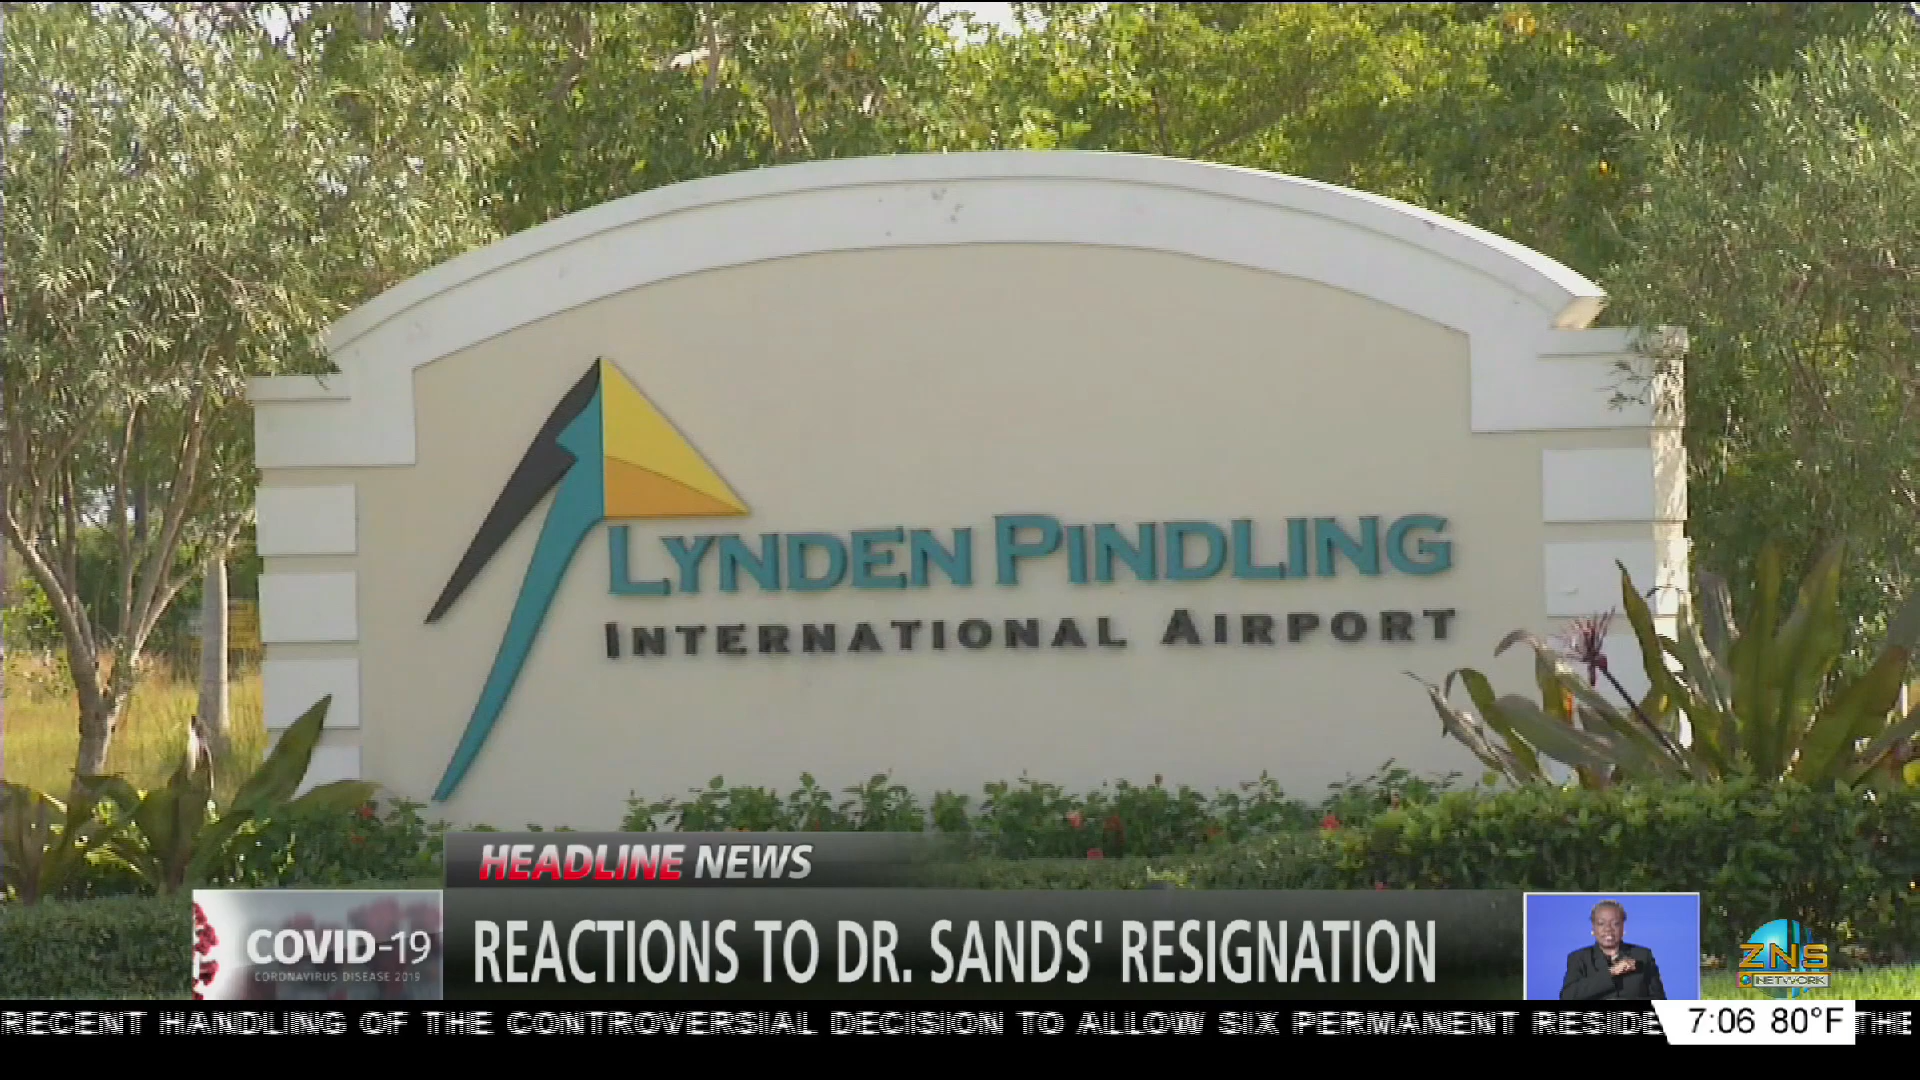 LYNDEN PINDLING
INTERNATIONAL AIRPORT
HEADLINE NEWS
COVID-19
CORONAVIRUS DISEASE 2019
REACTIONS TO DR. SANDS' RESIGNATION
ZNS
NETWORK
RECENT HANDLING OF THE CONTROVERSIAL DECISION TO ALLOW SIX PERMANENT RESIDE
7:06 80°F
THE